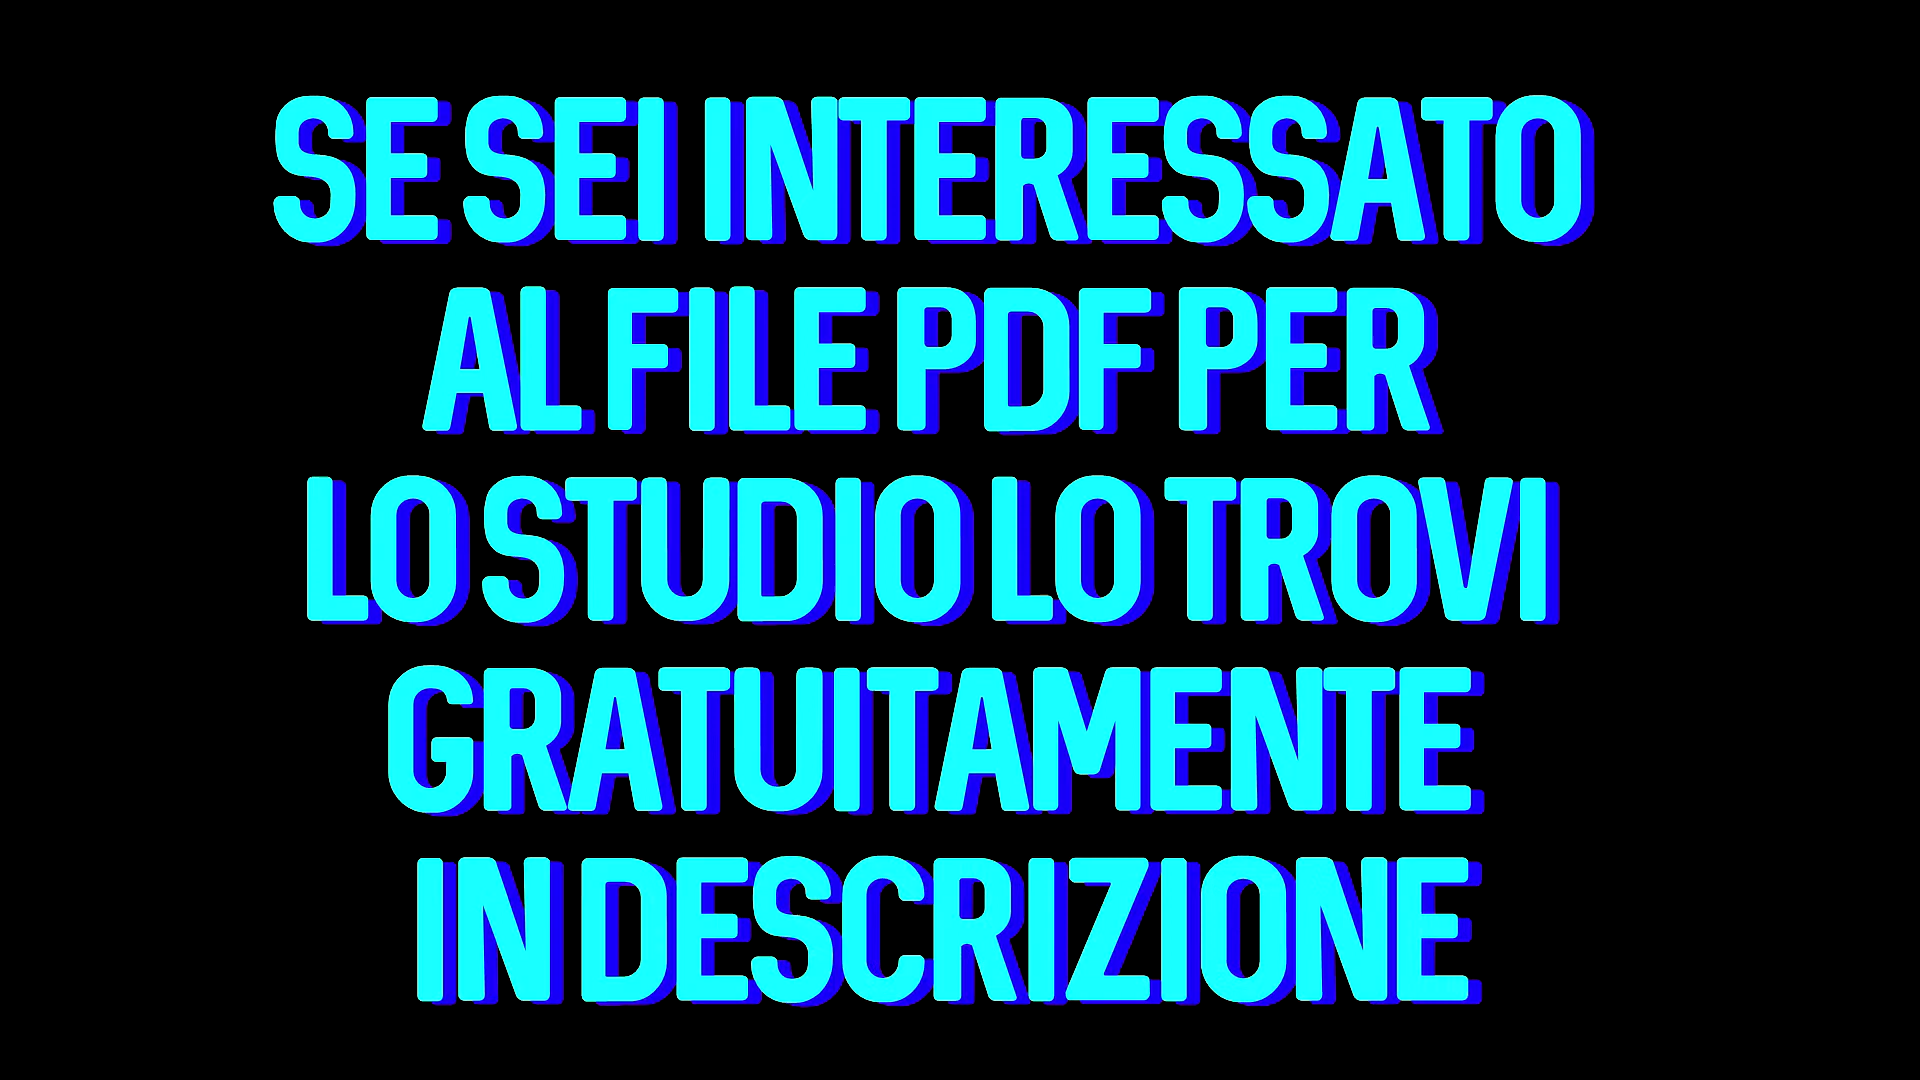 SE SEI INTERESSATO
AL FILE PDF PER
LO STUDIO LO TROVI
GRATUITAMENTE
IN DESCRIZIONE